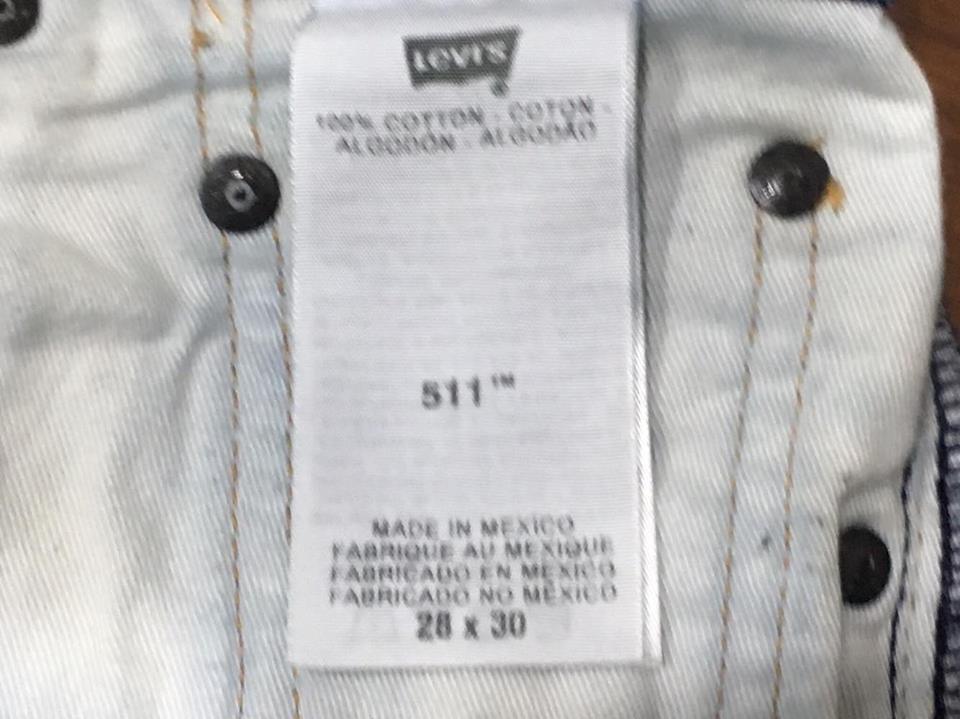 LEVI'S
®
100% COTTON - COTON -
ALGODÓN - ALGODÃO
511™
MADE IN MEXICO
FABRIQUE AU MEXIQUE
FABRICADO EN MEXICO
FABRICADO NO MEXICO
28 x 30